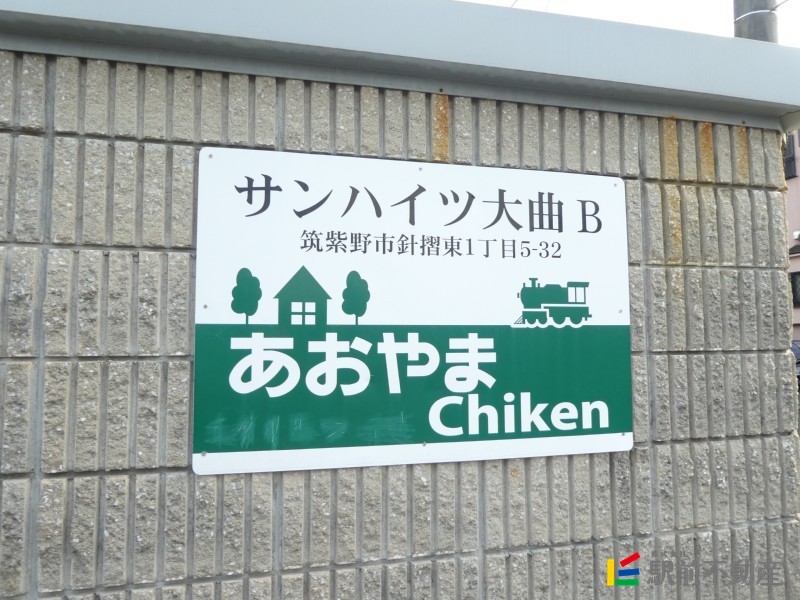 サンハイツ大曲 B
筑紫野市針摺東1丁目5-32
あおやま
Chiken
駅前不動産